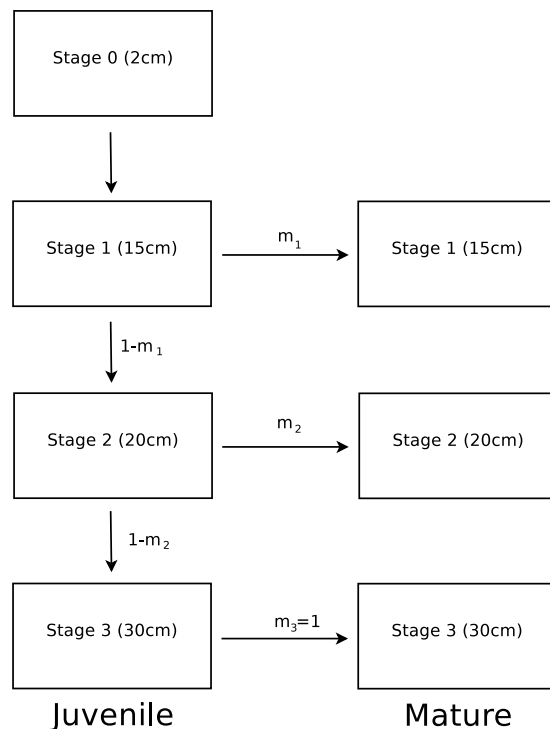 Stage 0 (2cm)
Stage 1 (15cm)
m₁
Stage 1 (15cm)
1-m₁
Stage 2 (20cm)
m₂
Stage 2 (20cm)
1-m₂
Stage 3 (30cm)
m₃=1
Stage 3 (30cm)
Juvenile
Mature